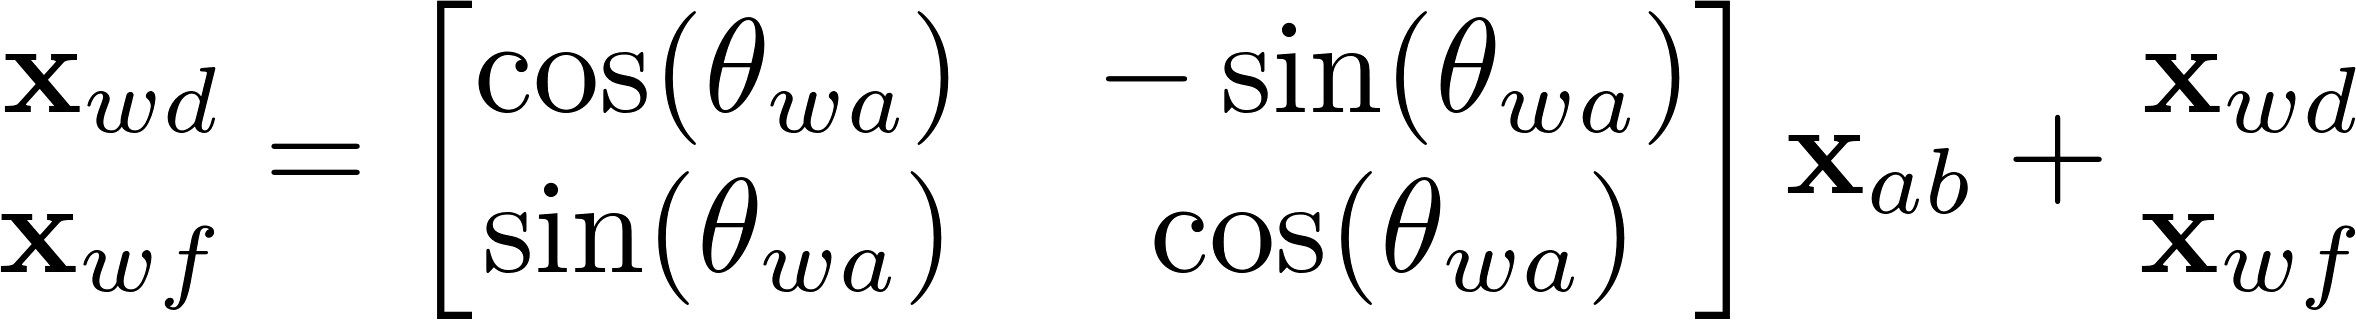 𝐱_{wd} = [ cos(θ_{wa}) − sin(θ_{wa}) ] 𝐱_{ab} + 𝐱_{wd}
𝐱_{wf} [ sin(θ_{wa}) cos(θ_{wa}) ] 𝐱_{wf}